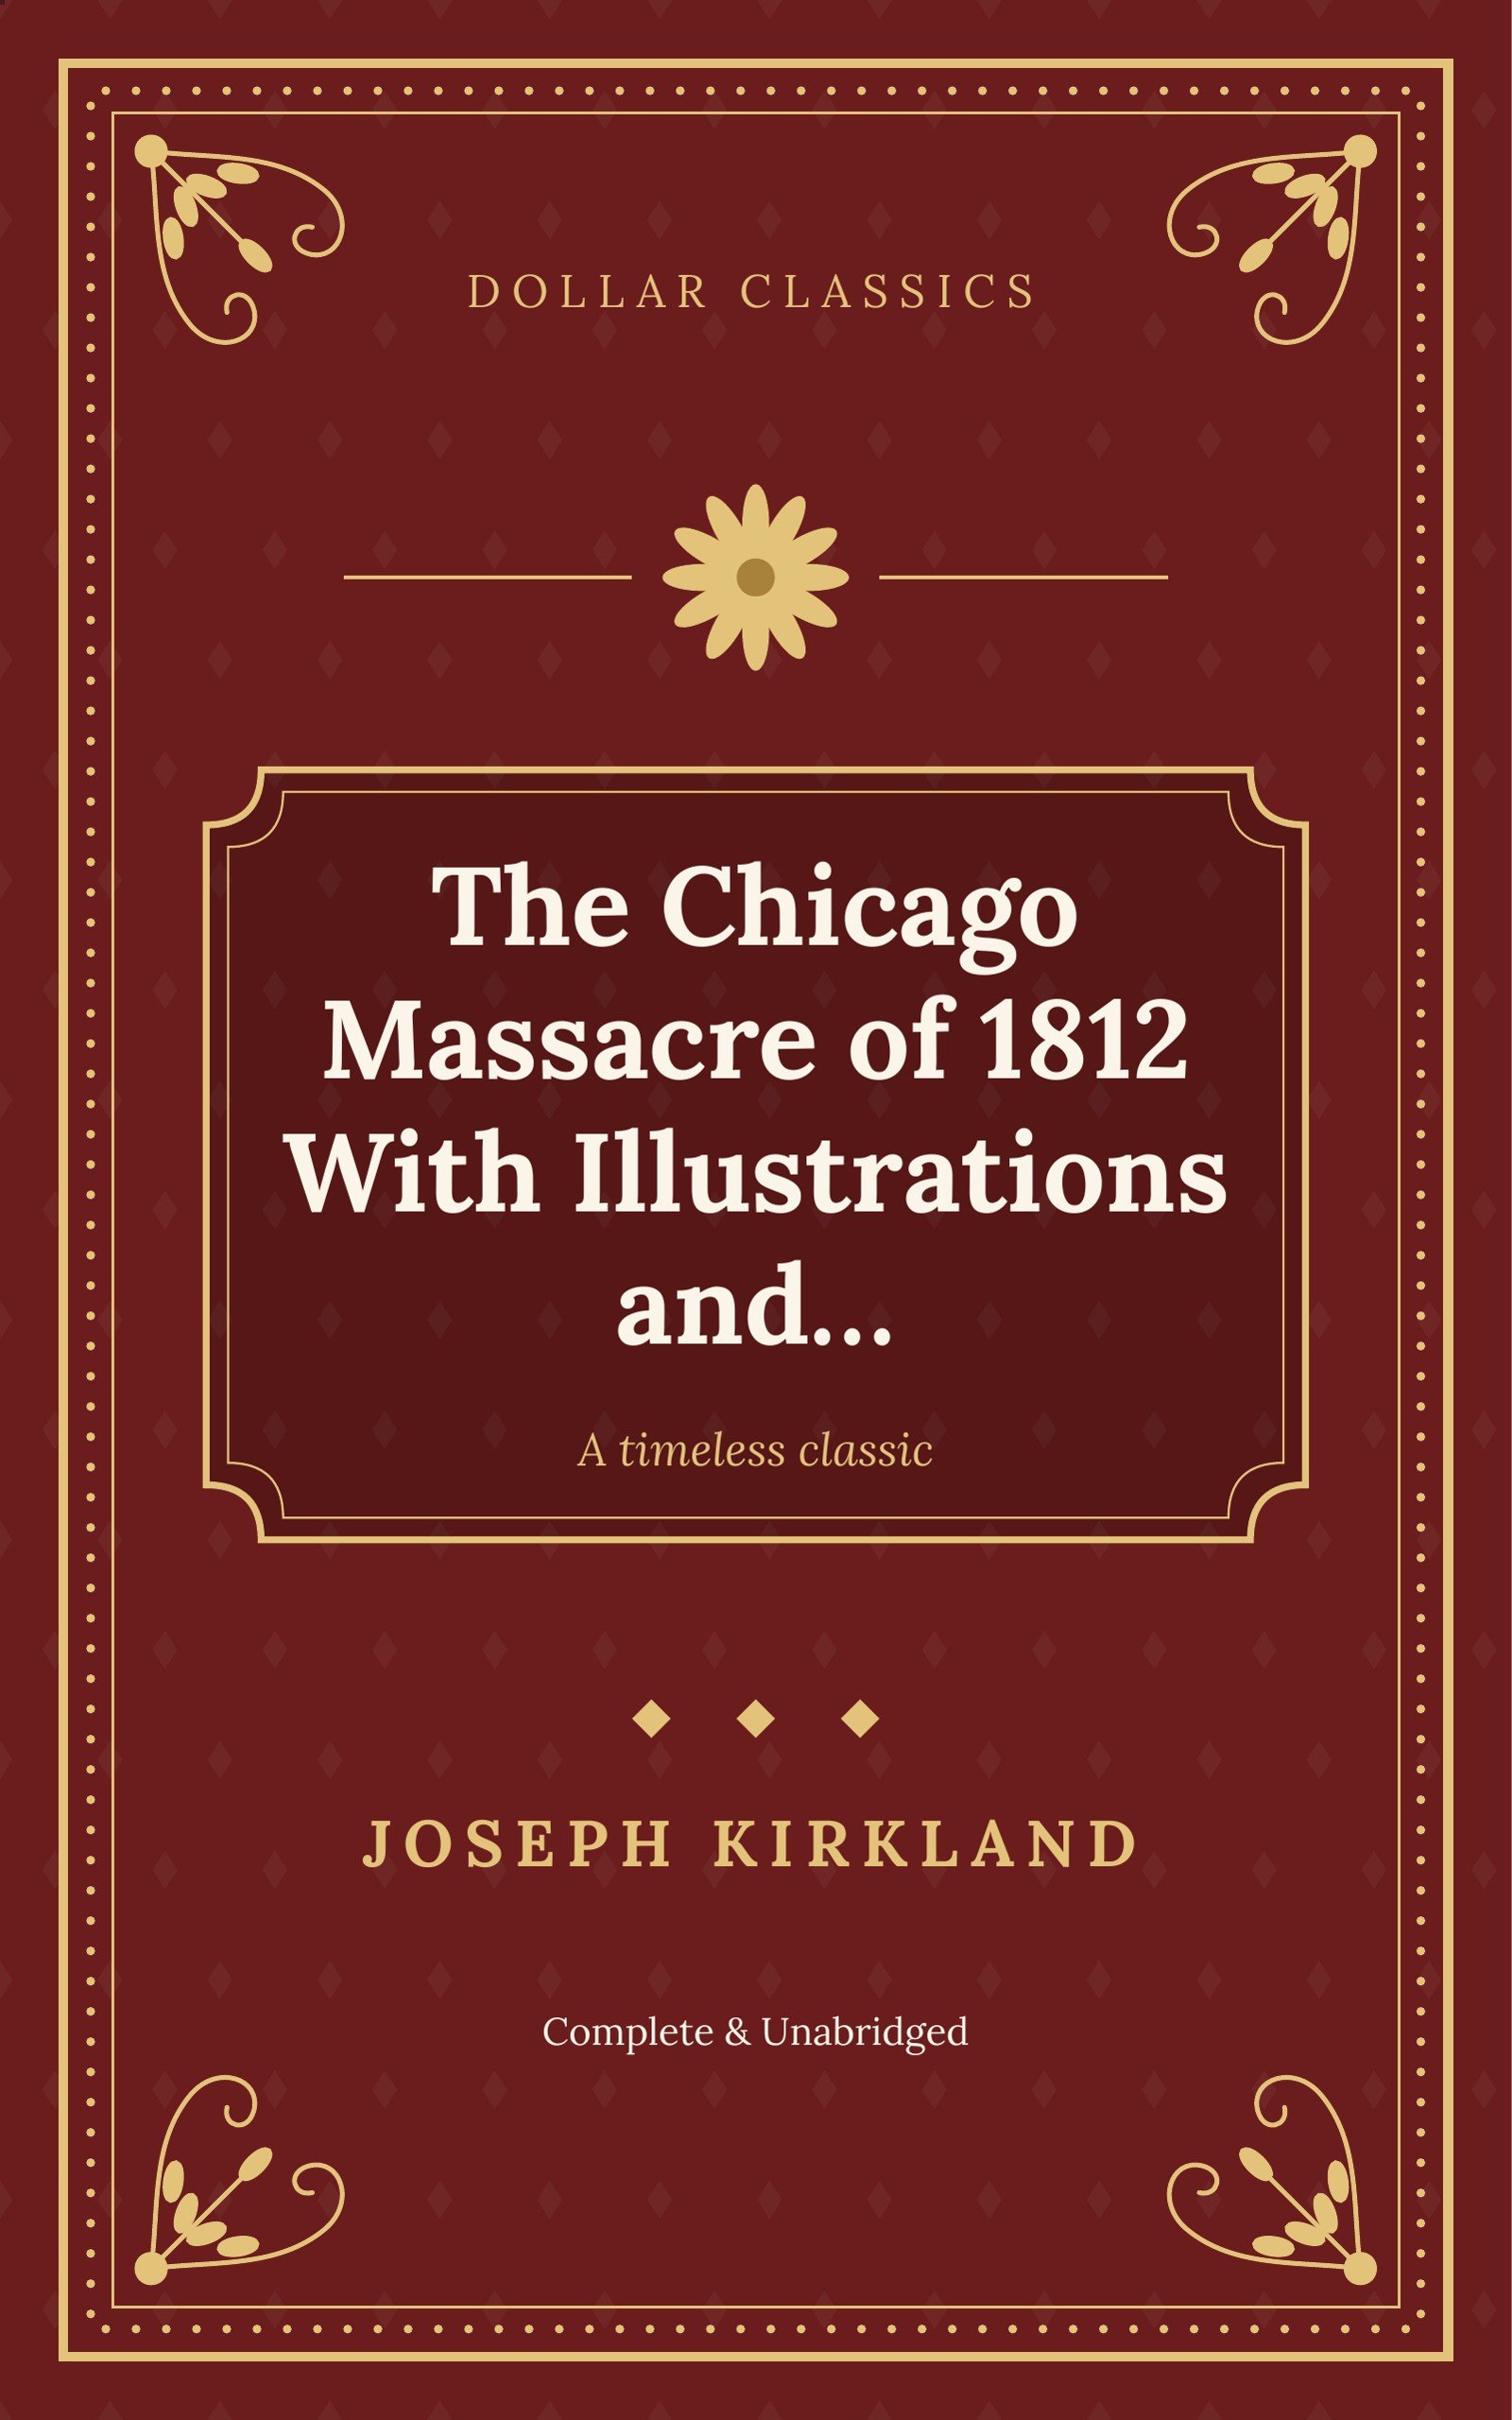 DOLLAR CLASSICS
The Chicago
Massacre of 1812
With Illustrations
and...
A timeless classic
JOSEPH KIRKLAND
Complete & Unabridged